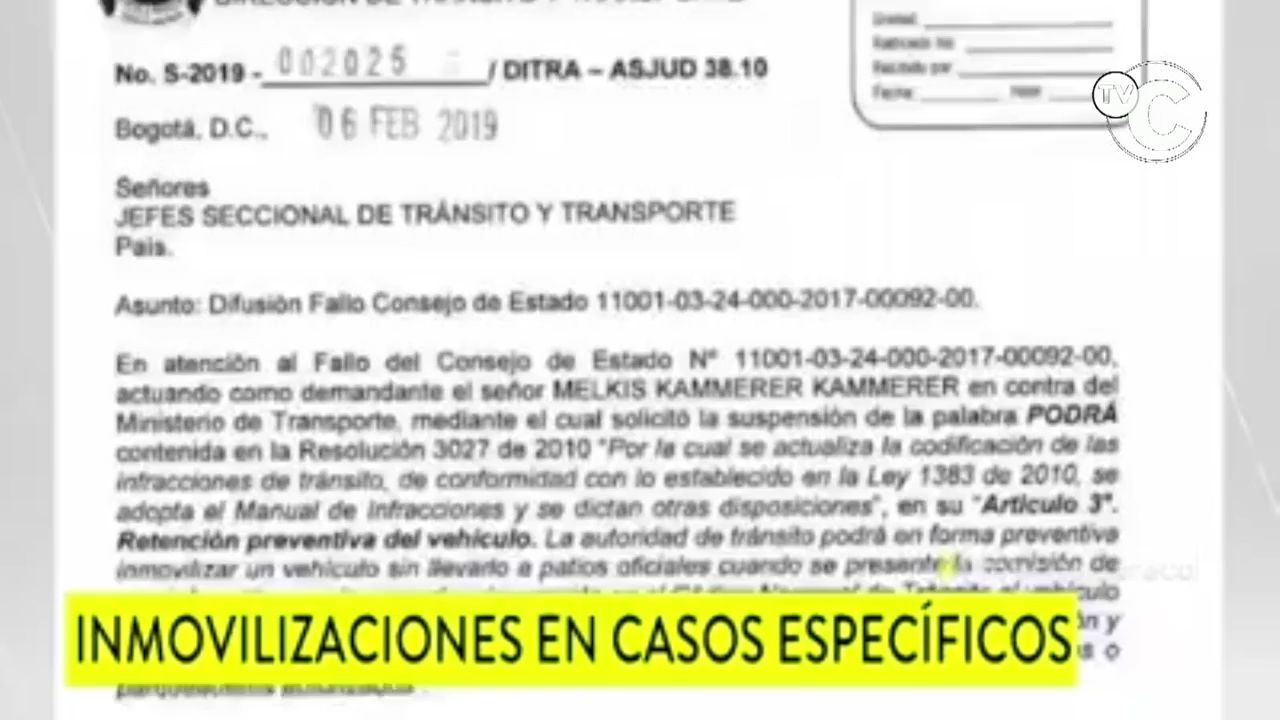 DIRECCIÓN DE TRÁNSITO Y TRANSPORTE
Unidad:
Radicado No.
Recibido por:
Fecha:
No. S-2019 - 002025 / DITRA – ASJUD 38.10
TV C
Bogotá, D.C., 06 FEB 2019
Señores
JEFES SECCIONAL DE TRÁNSITO Y TRANSPORTE
País.
Asunto: Difusión Fallo Consejo de Estado 11001-03-24-000-2017-00092-00.
En atención al Fallo del Consejo de Estado N° 11001-03-24-000-2017-00092-00,
actuando como demandante el señor MELKIS KAMMERER KAMMERER en contra del
Ministerio de Transporte, mediante el cual solicitó la suspensión de la palabra PODRÁ
contenida en la Resolución 3027 de 2010 "Por la cual se actualiza la codificación de las
infracciones de tránsito, de conformidad con lo establecido en la Ley 1383 de 2010, se
adopta el Manual de Infracciones y se dictan otras disposiciones", en su "Artículo 3°.
Retención preventiva del vehículo. La autoridad de tránsito podrá en forma preventiva
inmovilizar un vehículo sin llevarlo a patios oficiales cuando se presente la comisión de
INMOVILIZACIONES EN CASOS ESPECÍFICOS